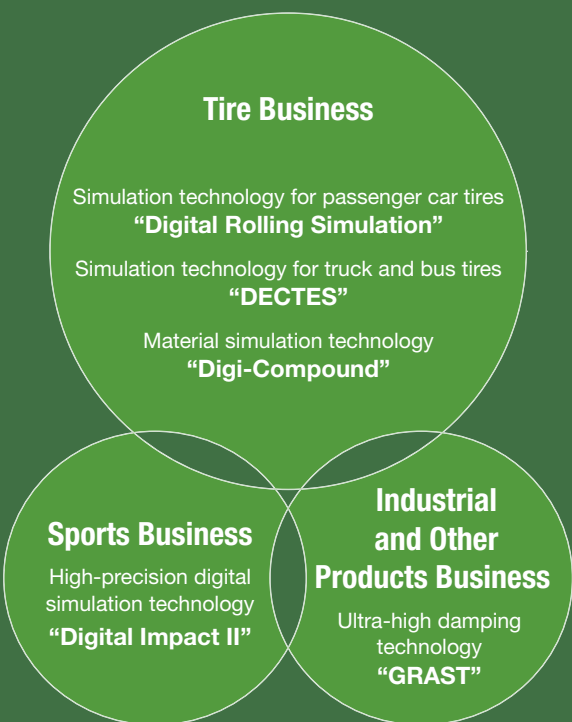 Tire Business
Simulation technology for passenger car tires
“Digital Rolling Simulation”
Simulation technology for truck and bus tires
“DECTES”
Material simulation technology
“Digi-Compound”
Sports Business
High-precision digital
simulation technology
“Digital Impact II”
Industrial
and Other
Products Business
Ultra-high damping
technology
“GRAST”